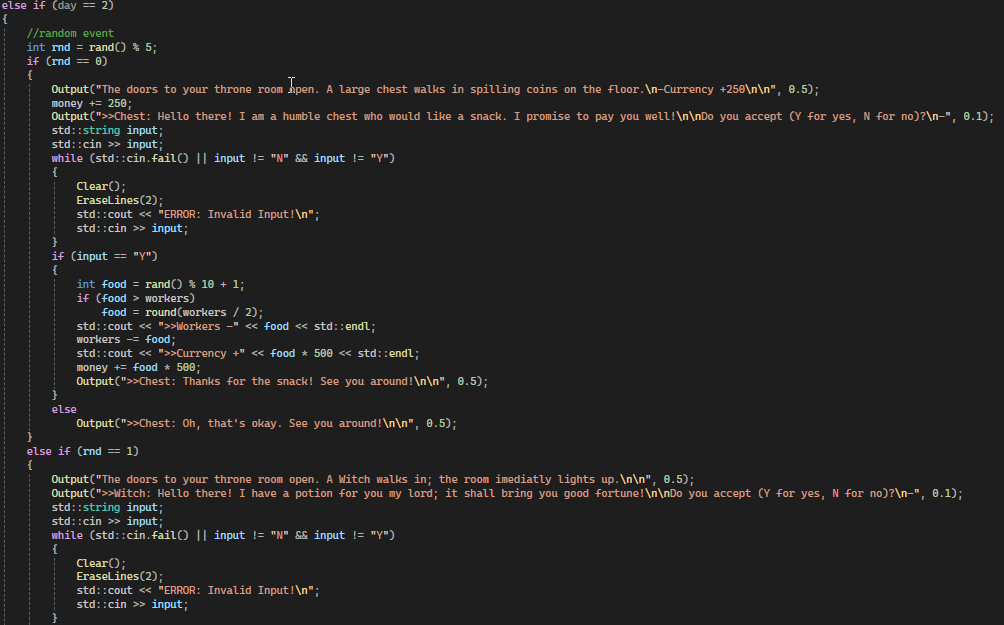 else if (day == 2)
{
//random event
int rnd = rand() % 5;
if (rnd == 0)
{
Output("The doors to your throne room open. A large chest walks in spilling coins on the floor.\n-Currency +250\n\n", 0.5);
money += 250;
Output(">>Chest: Hello there! I am a humble chest who would like a snack. I promise to pay you well!\n\nDo you accept (Y for yes, N for no)?\n-", 0.1);
std::string input;
std::cin >> input;
while (std::cin.fail() || input != "N" && input != "Y")
{
Clear();
EraseLines(2);
std::cout << "ERROR: Invalid Input!\n";
std::cin >> input;
}
if (input == "Y")
{
int food = rand() % 10 + 1;
if (food > workers)
food = round(workers / 2);
std::cout << ">>Workers -" << food << std::endl;
workers -= food;
std::cout << ">>Currency +" << food * 500 << std::endl;
money += food * 500;
Output(">>Chest: Thanks for the snack! See you around!\n\n", 0.5);
}
else
Output(">>Chest: Oh, that's okay. See you around!\n\n", 0.5);
}
else if (rnd == 1)
{
Output("The doors to your throne room open. A Witch walks in; the room imediatly lights up.\n\n", 0.5);
Output(">>Witch: Hello there! I have a potion for you my lord; it shall bring you good fortune!\n\nDo you accept (Y for yes, N for no)?\n-", 0.1);
std::string input;
std::cin >> input;
while (std::cin.fail() || input != "N" && input != "Y")
{
Clear();
EraseLines(2);
std::cout << "ERROR: Invalid Input!\n";
std::cin >> input;
}